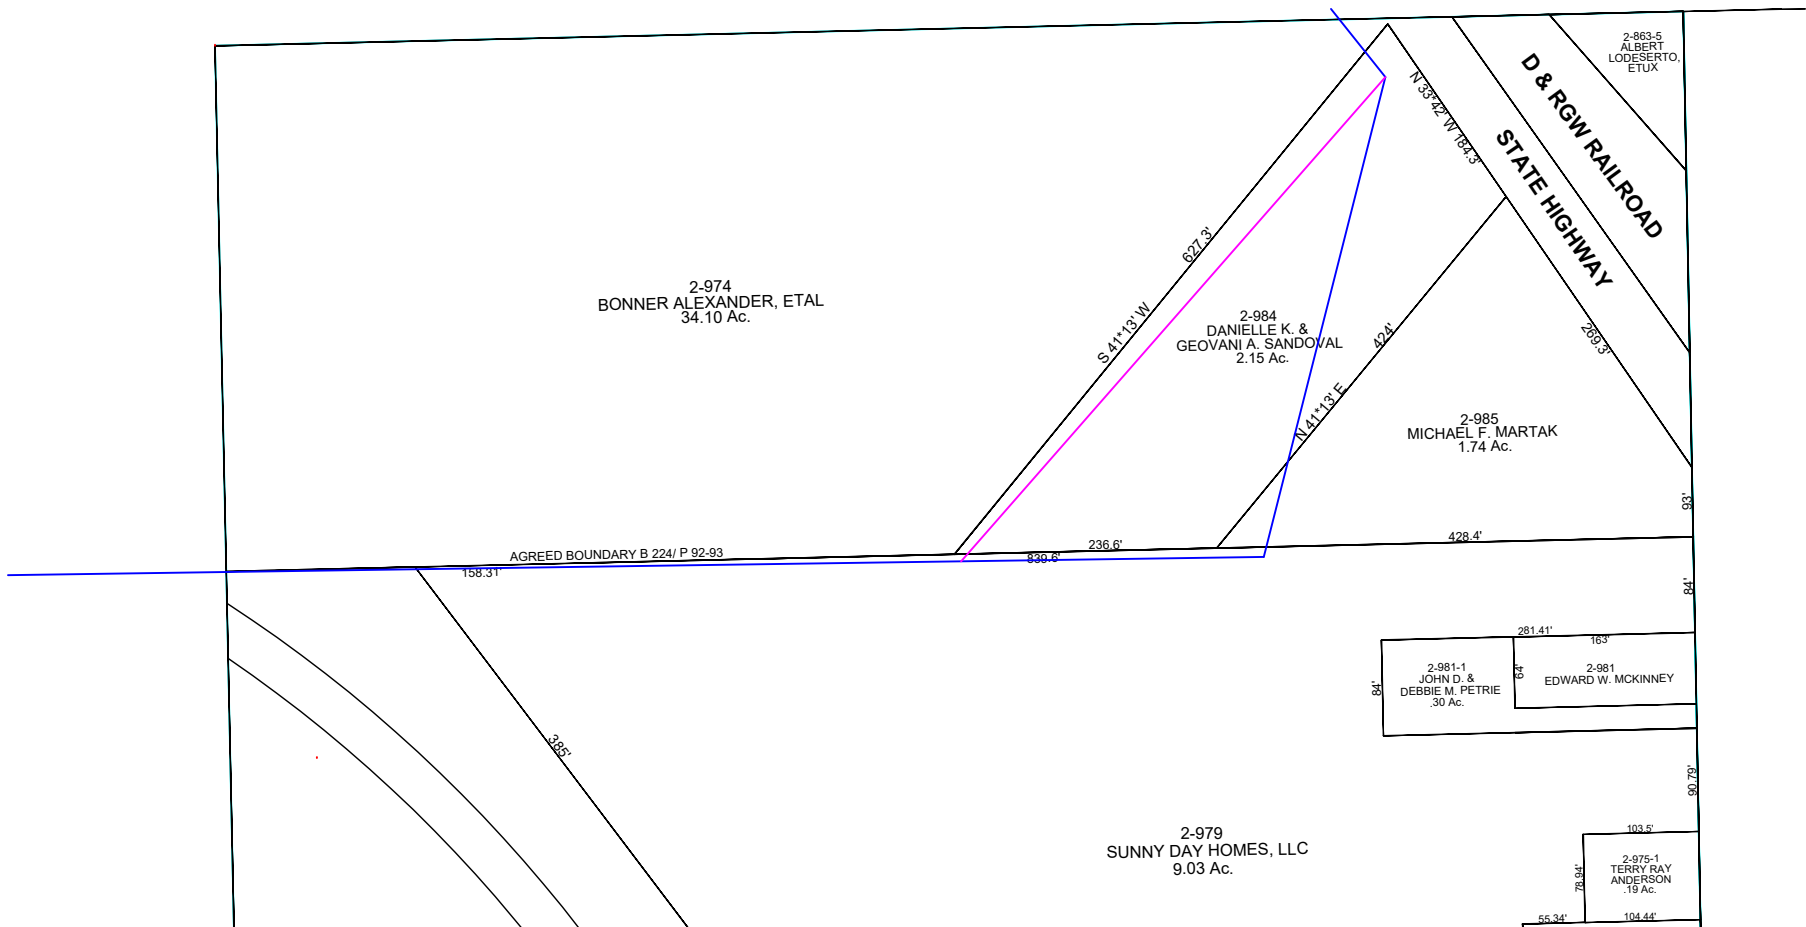 2-863-5
ALBERT
LODESERTO,
ETUX
D & RGW RAILROAD
STATE HIGHWAY
N 33*42' W 184.3'
269.3'
627.3'
S 41*13' W
2-974
BONNER ALEXANDER, ETAL
34.10 Ac.
2-984
DANIELLE K. &
GEOVANI A. SANDOVAL
2.15 Ac.
424'
N 41*13' E
2-985
MICHAEL F. MARTAK
1.74 Ac.
93'
AGREED BOUNDARY B 224/ P 92-93
236.6'
428.4'
158.31'
839.6'
84'
281.41'
163'
2-981-1
JOHN D. &
DEBBIE M. PETRIE
.30 Ac.
84'
64'
2-981
EDWARD W. MCKINNEY
385'
90.79'
2-979
SUNNY DAY HOMES, LLC
9.03 Ac.
103.5'
78.94'
2-975-1
TERRY RAY
ANDERSON
.19 Ac.
55.34'
104.44'